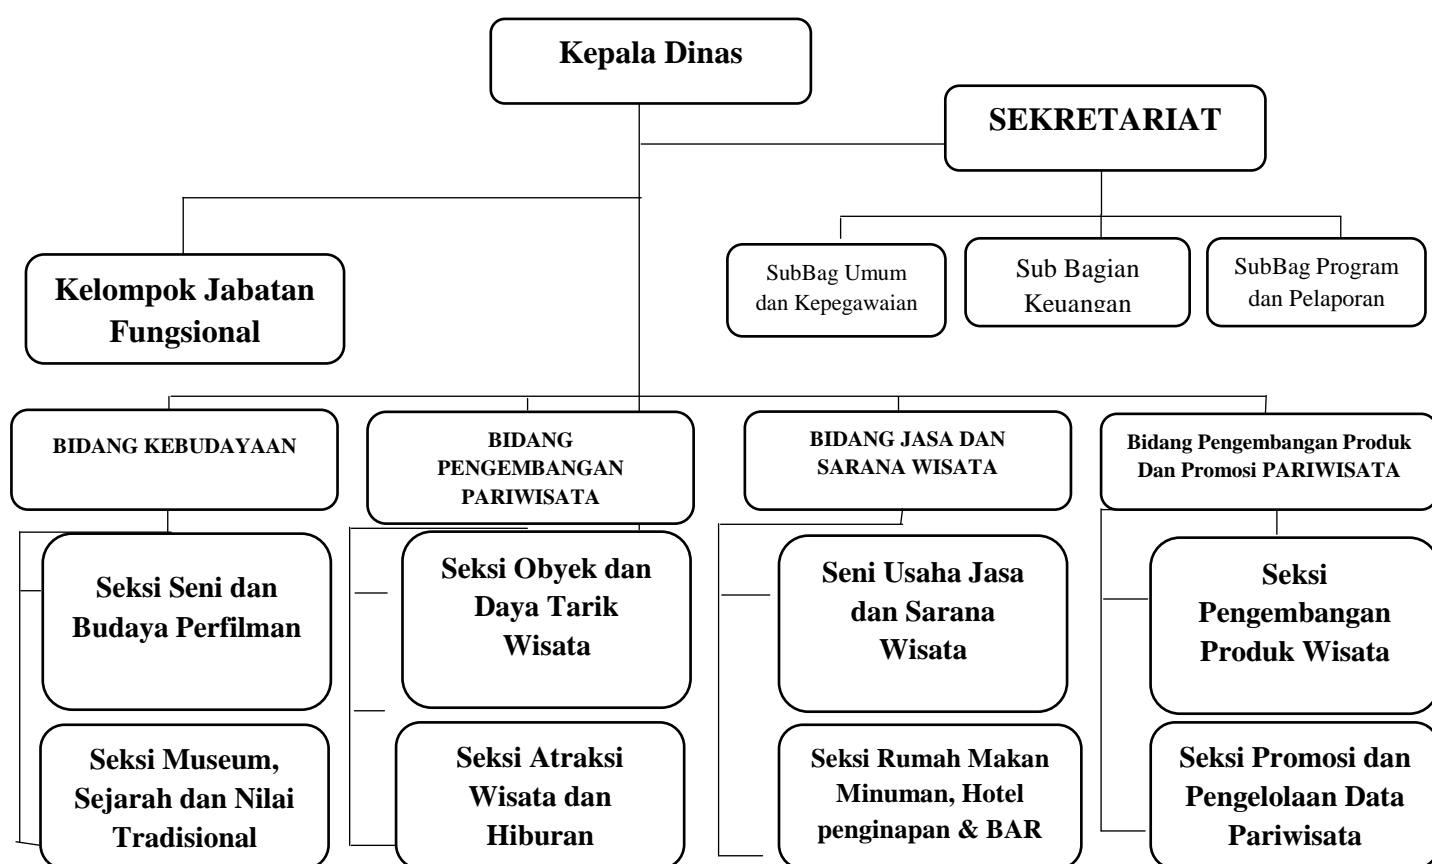 Kepala Dinas
SEKRETARIAT
Kelompok Jabatan
Fungsional
SubBag Umum
dan Kepegawaian
Sub Bagian
Keuangan
SubBag Program
dan Pelaporan
BIDANG KEBUDAYAAN
BIDANG
PENGEMBANGAN
PARIWISATA
BIDANG JASA DAN
SARANA WISATA
Bidang Pengembangan Produk
Dan Promosi PARIWISATA
Seksi Seni dan
Budaya Perfilman
Seksi Obyek dan
Daya Tarik
Wisata
Seni Usaha Jasa
dan Sarana
Wisata
Seksi
Pengembangan
Produk Wisata
Seksi Museum,
Sejarah dan Nilai
Tradisional
Seksi Atraksi
Wisata dan
Hiburan
Seksi Rumah Makan
Minuman, Hotel
penginapan & BAR
Seksi Promosi dan
Pengelolaan Data
Pariwisata